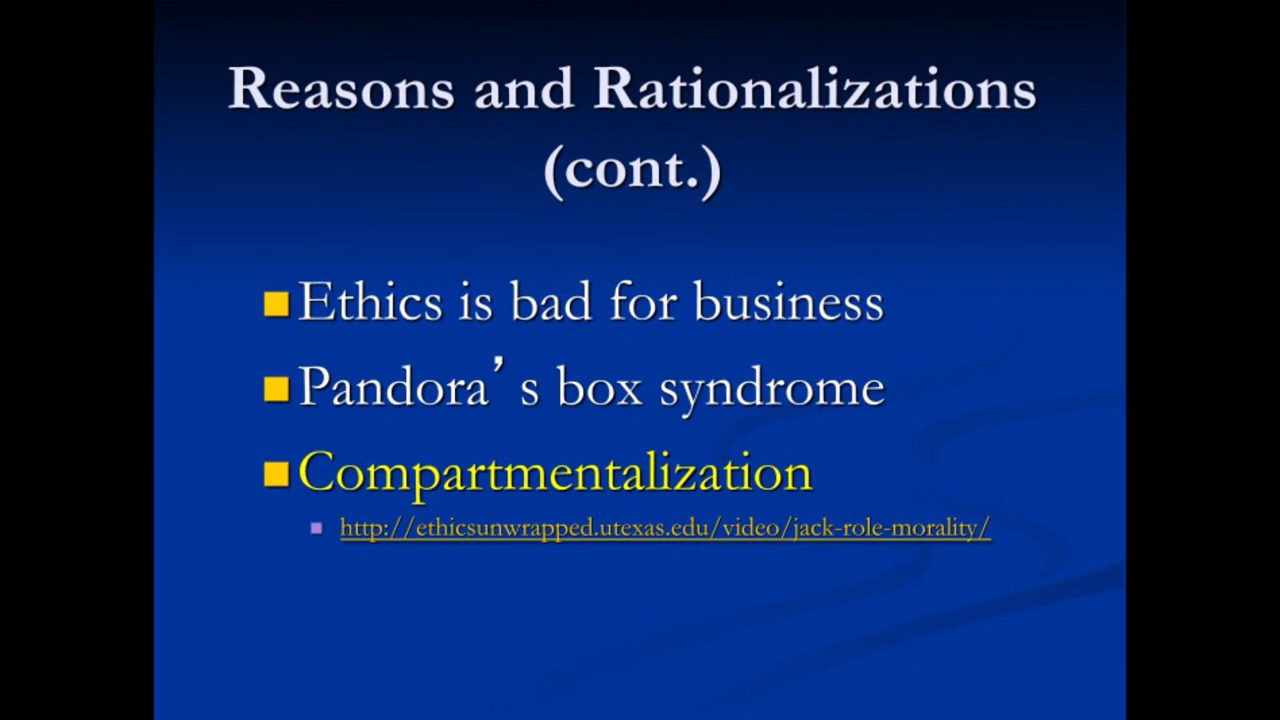 Reasons and Rationalizations
(cont.)
Ethics is bad for business
Pandora’s box syndrome
Compartmentalization
http://ethicsunwrapped.utexas.edu/video/jack-role-morality/